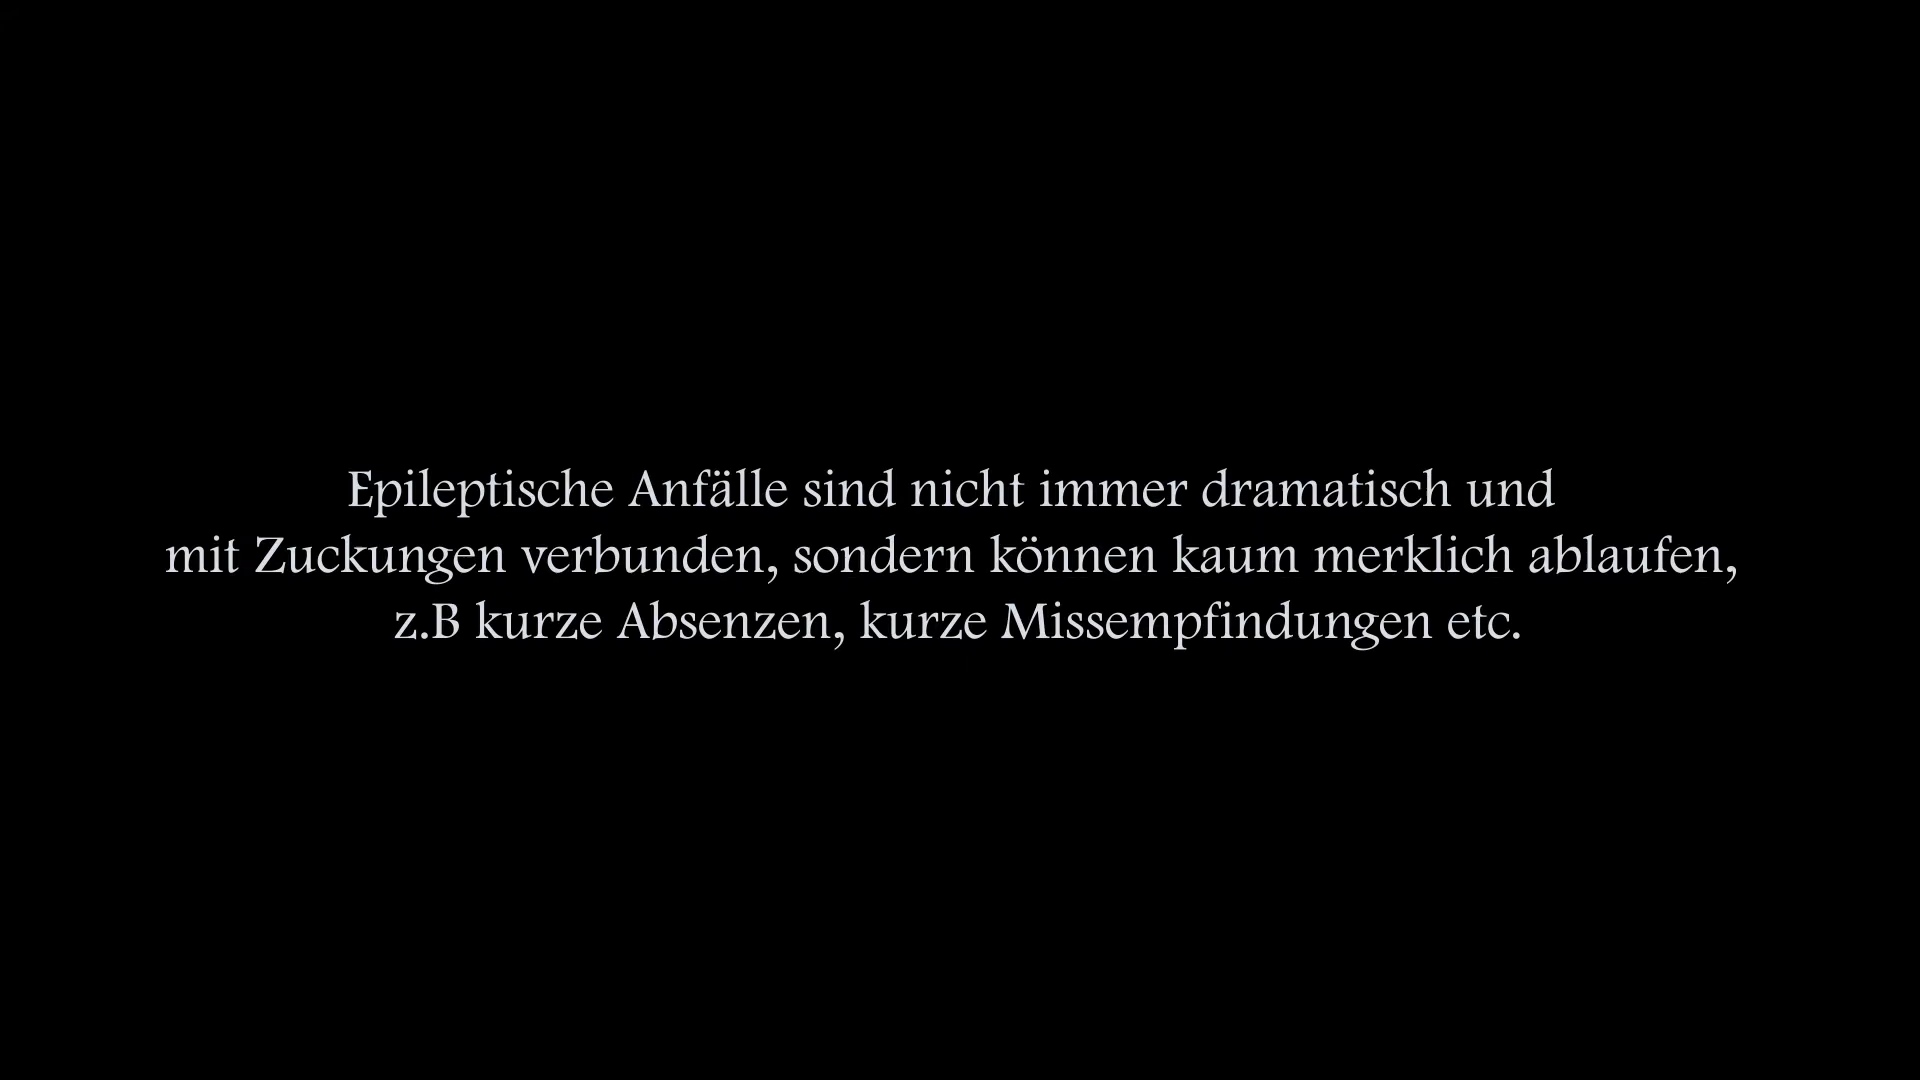 Epileptische Anfälle sind nicht immer dramatisch und
mit Zuckungen verbunden, sondern können kaum merklich ablaufen,
z.B kurze Absenzen, kurze Missempfindungen etc.